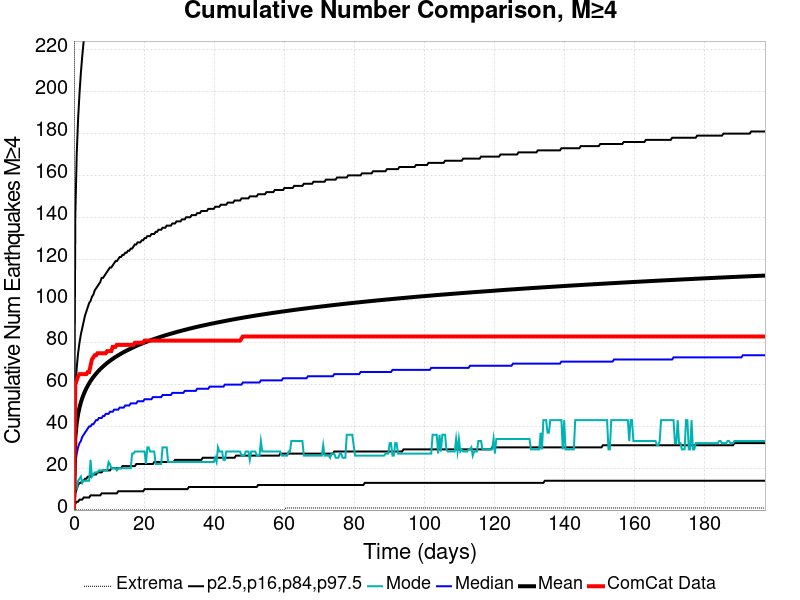 Cumulative Number Comparison, M≥4
Cumulative Num Earthquakes M≥4
220
200
180
160
140
120
100
80
60
40
20
0
0 20 40 60 80 100 120 140 160 180
Time (days)
Extrema p2.5,p16,p84,p97.5 Mode Median Mean ComCat Data